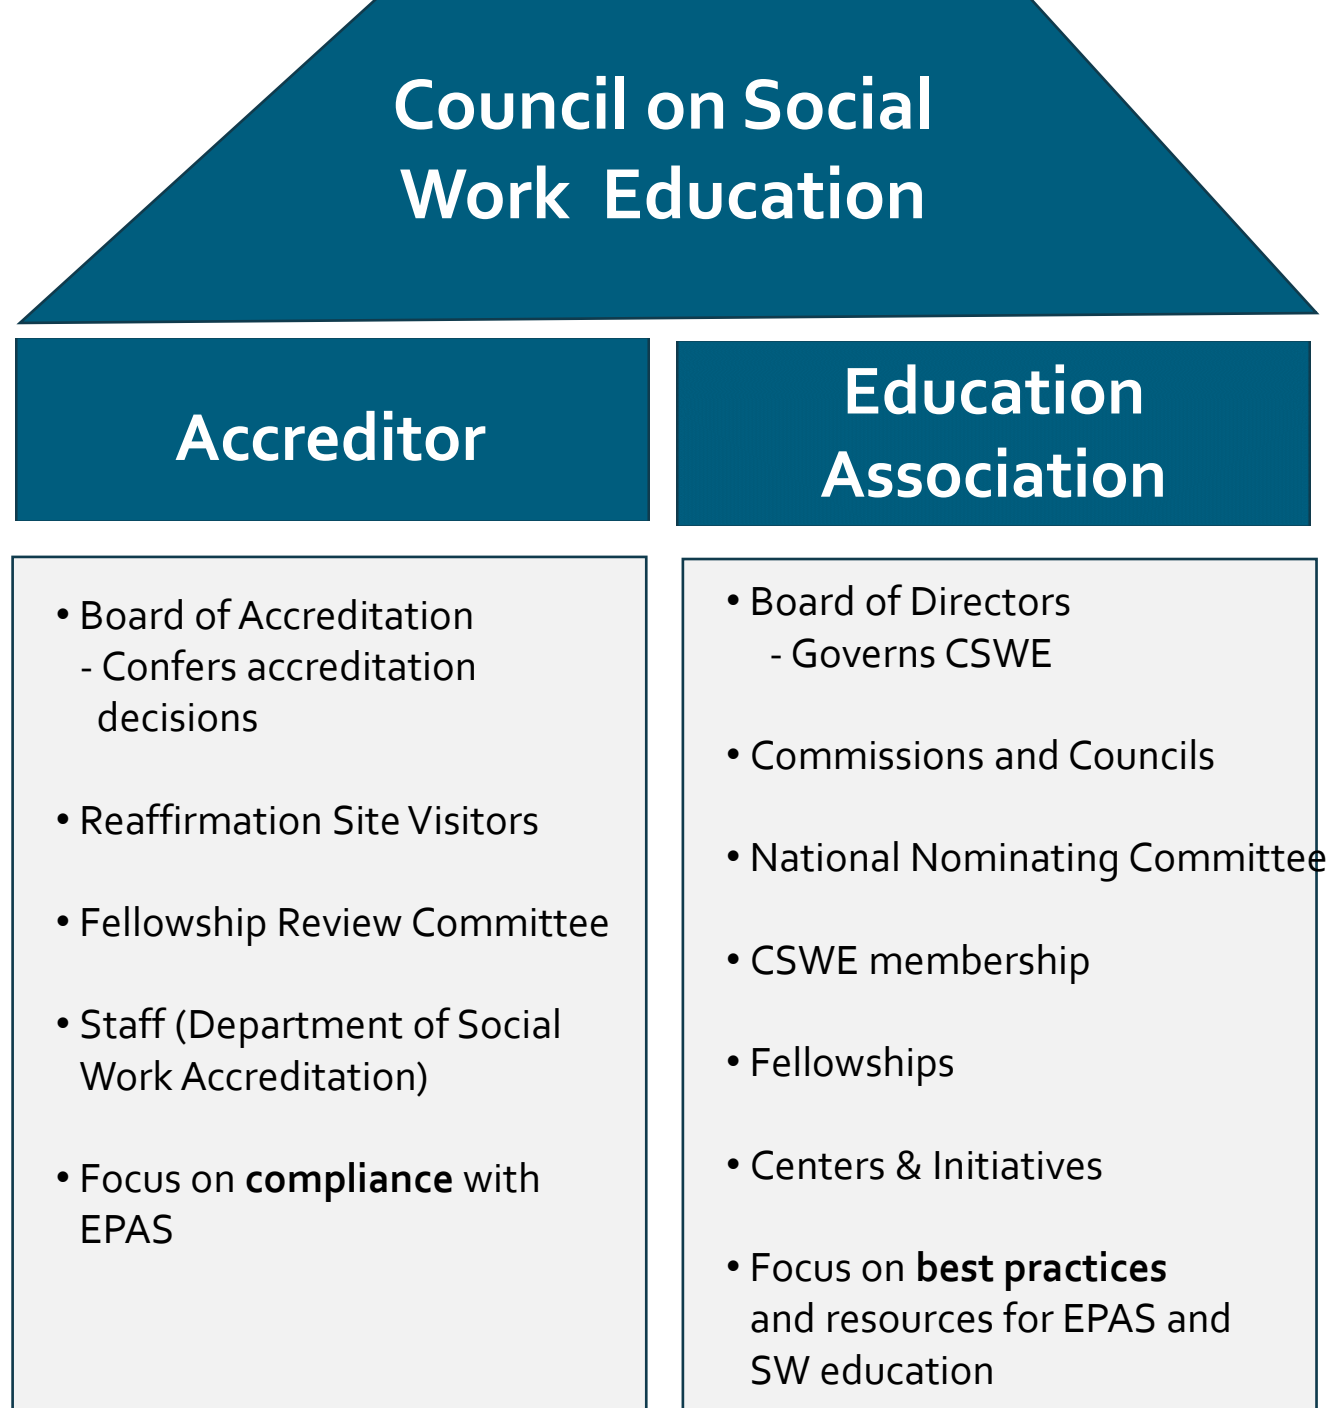 Council on Social
Work  Education
Accreditor
• Board of Accreditation
- Confers accreditation
decisions
• Reaffirmation Site Visitors
• Fellowship Review Committee
• Staff (Department of Social
Work Accreditation)
• Focus on compliance with
EPAS
Education
Association
• Board of Directors
- Governs CSWE
• Commissions and Councils
• National Nominating Committee
• CSWE membership
• Fellowships
• Centers & Initiatives
• Focus on best practices
and resources for EPAS and
SW education